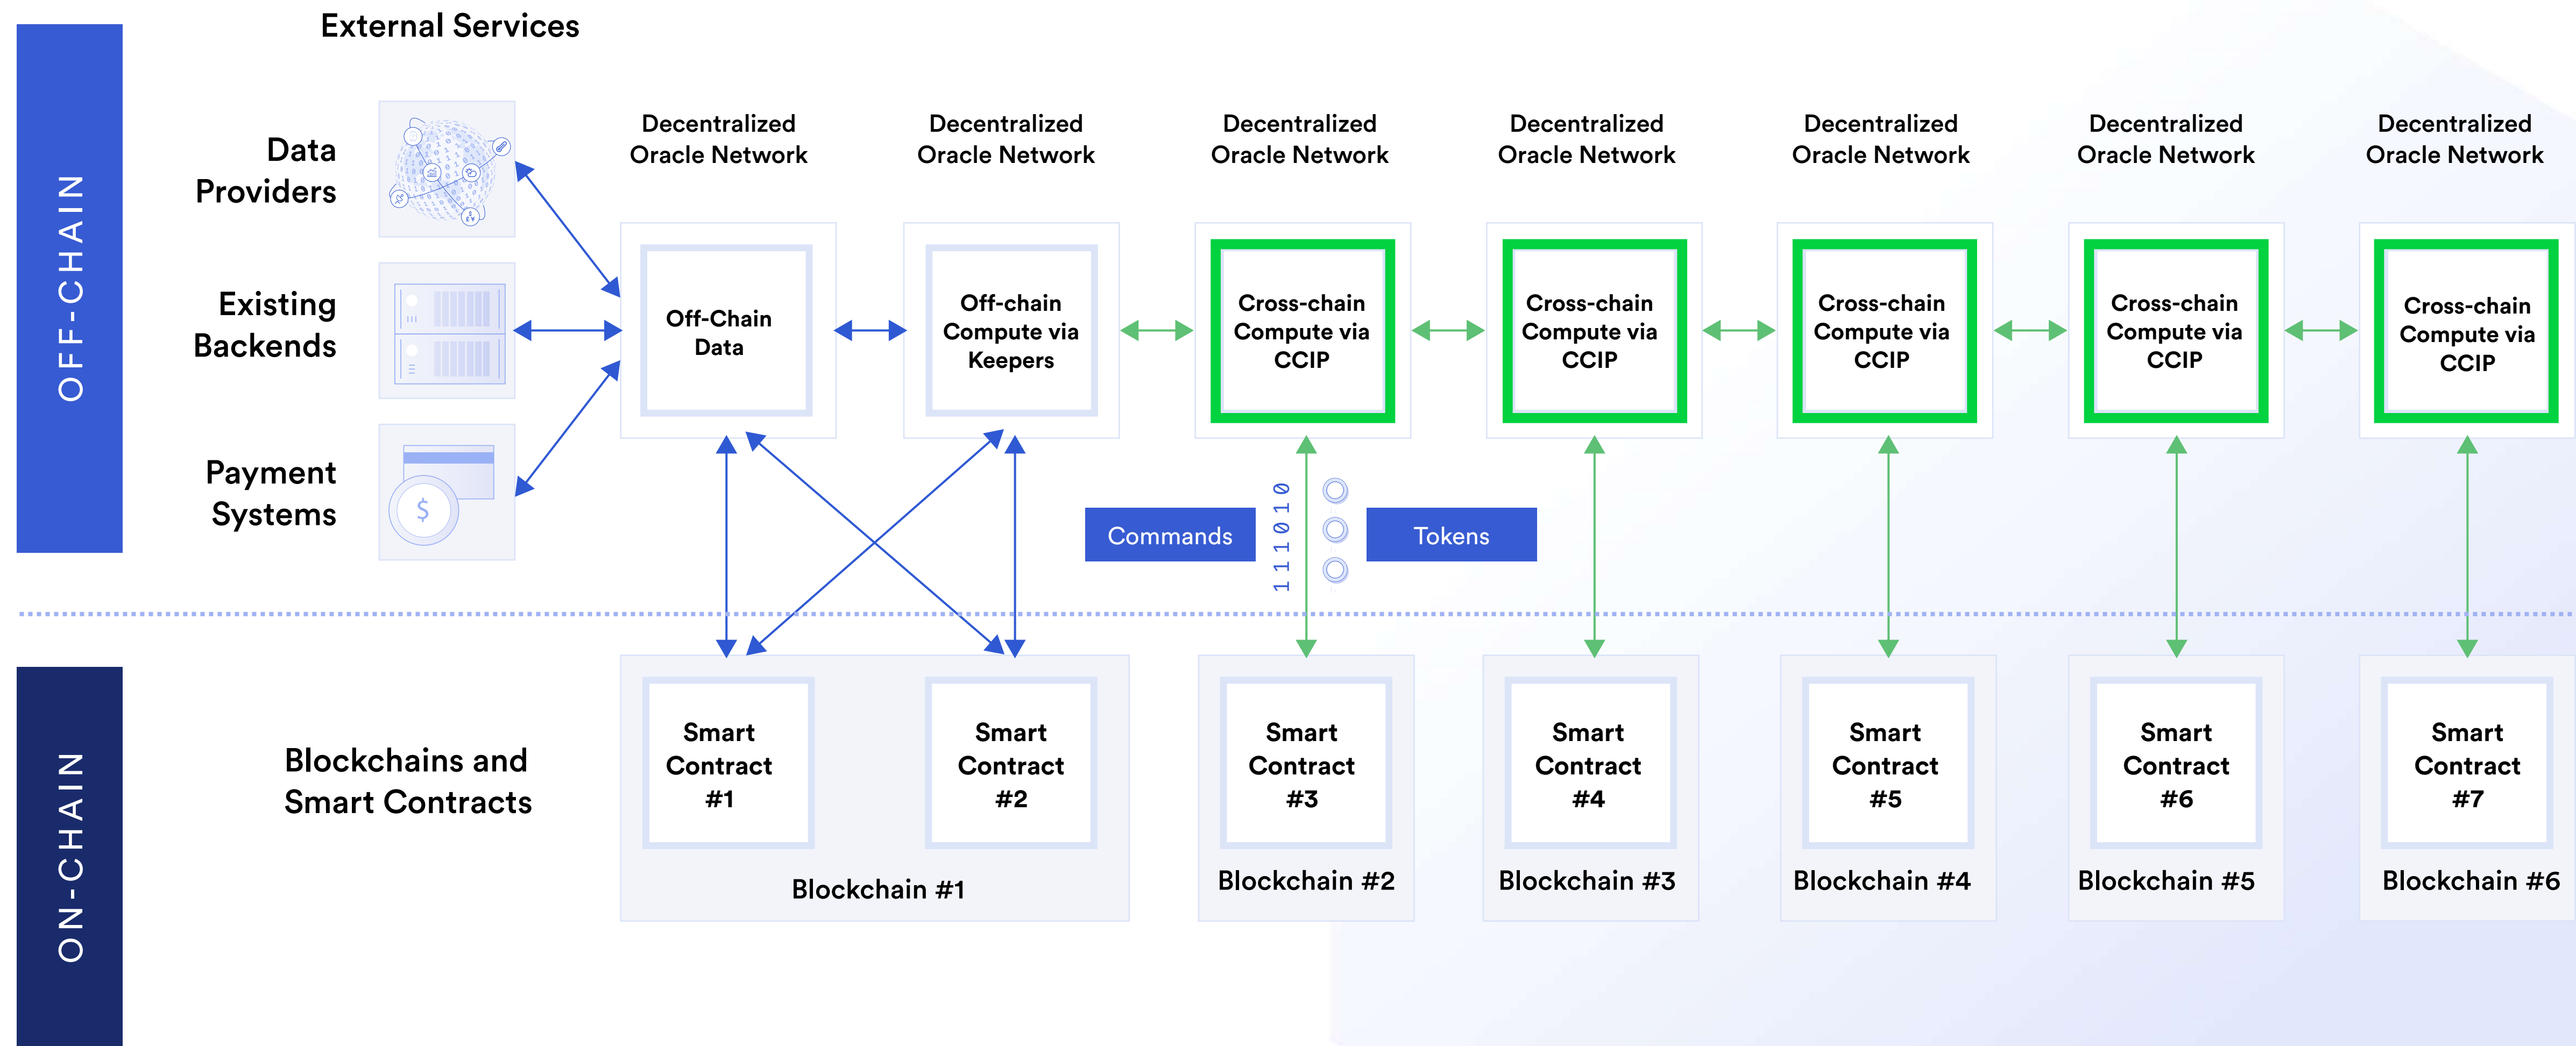 External Services
OFF-CHAIN
Data
Providers
Existing
Backends
Payment
Systems
$
Decentralized
Oracle Network
Decentralized
Oracle Network
Decentralized
Oracle Network
Decentralized
Oracle Network
Decentralized
Oracle Network
Decentralized
Oracle Network
Decentralized
Oracle Network
Off-Chain
Data
Off-chain
Compute via
Keepers
Cross-chain
Compute via
CCIP
Cross-chain
Compute via
CCIP
Cross-chain
Compute via
CCIP
Cross-chain
Compute via
CCIP
Cross-chain
Compute via
CCIP
Commands
111010
Tokens
ON-CHAIN
Blockchains and
Smart Contracts
Smart
Contract
#1
Smart
Contract
#2
Blockchain #1
Smart
Contract
#3
Blockchain #2
Smart
Contract
#4
Blockchain #3
Smart
Contract
#5
Blockchain #4
Smart
Contract
#6
Blockchain #5
Smart
Contract
#7
Blockchain #6